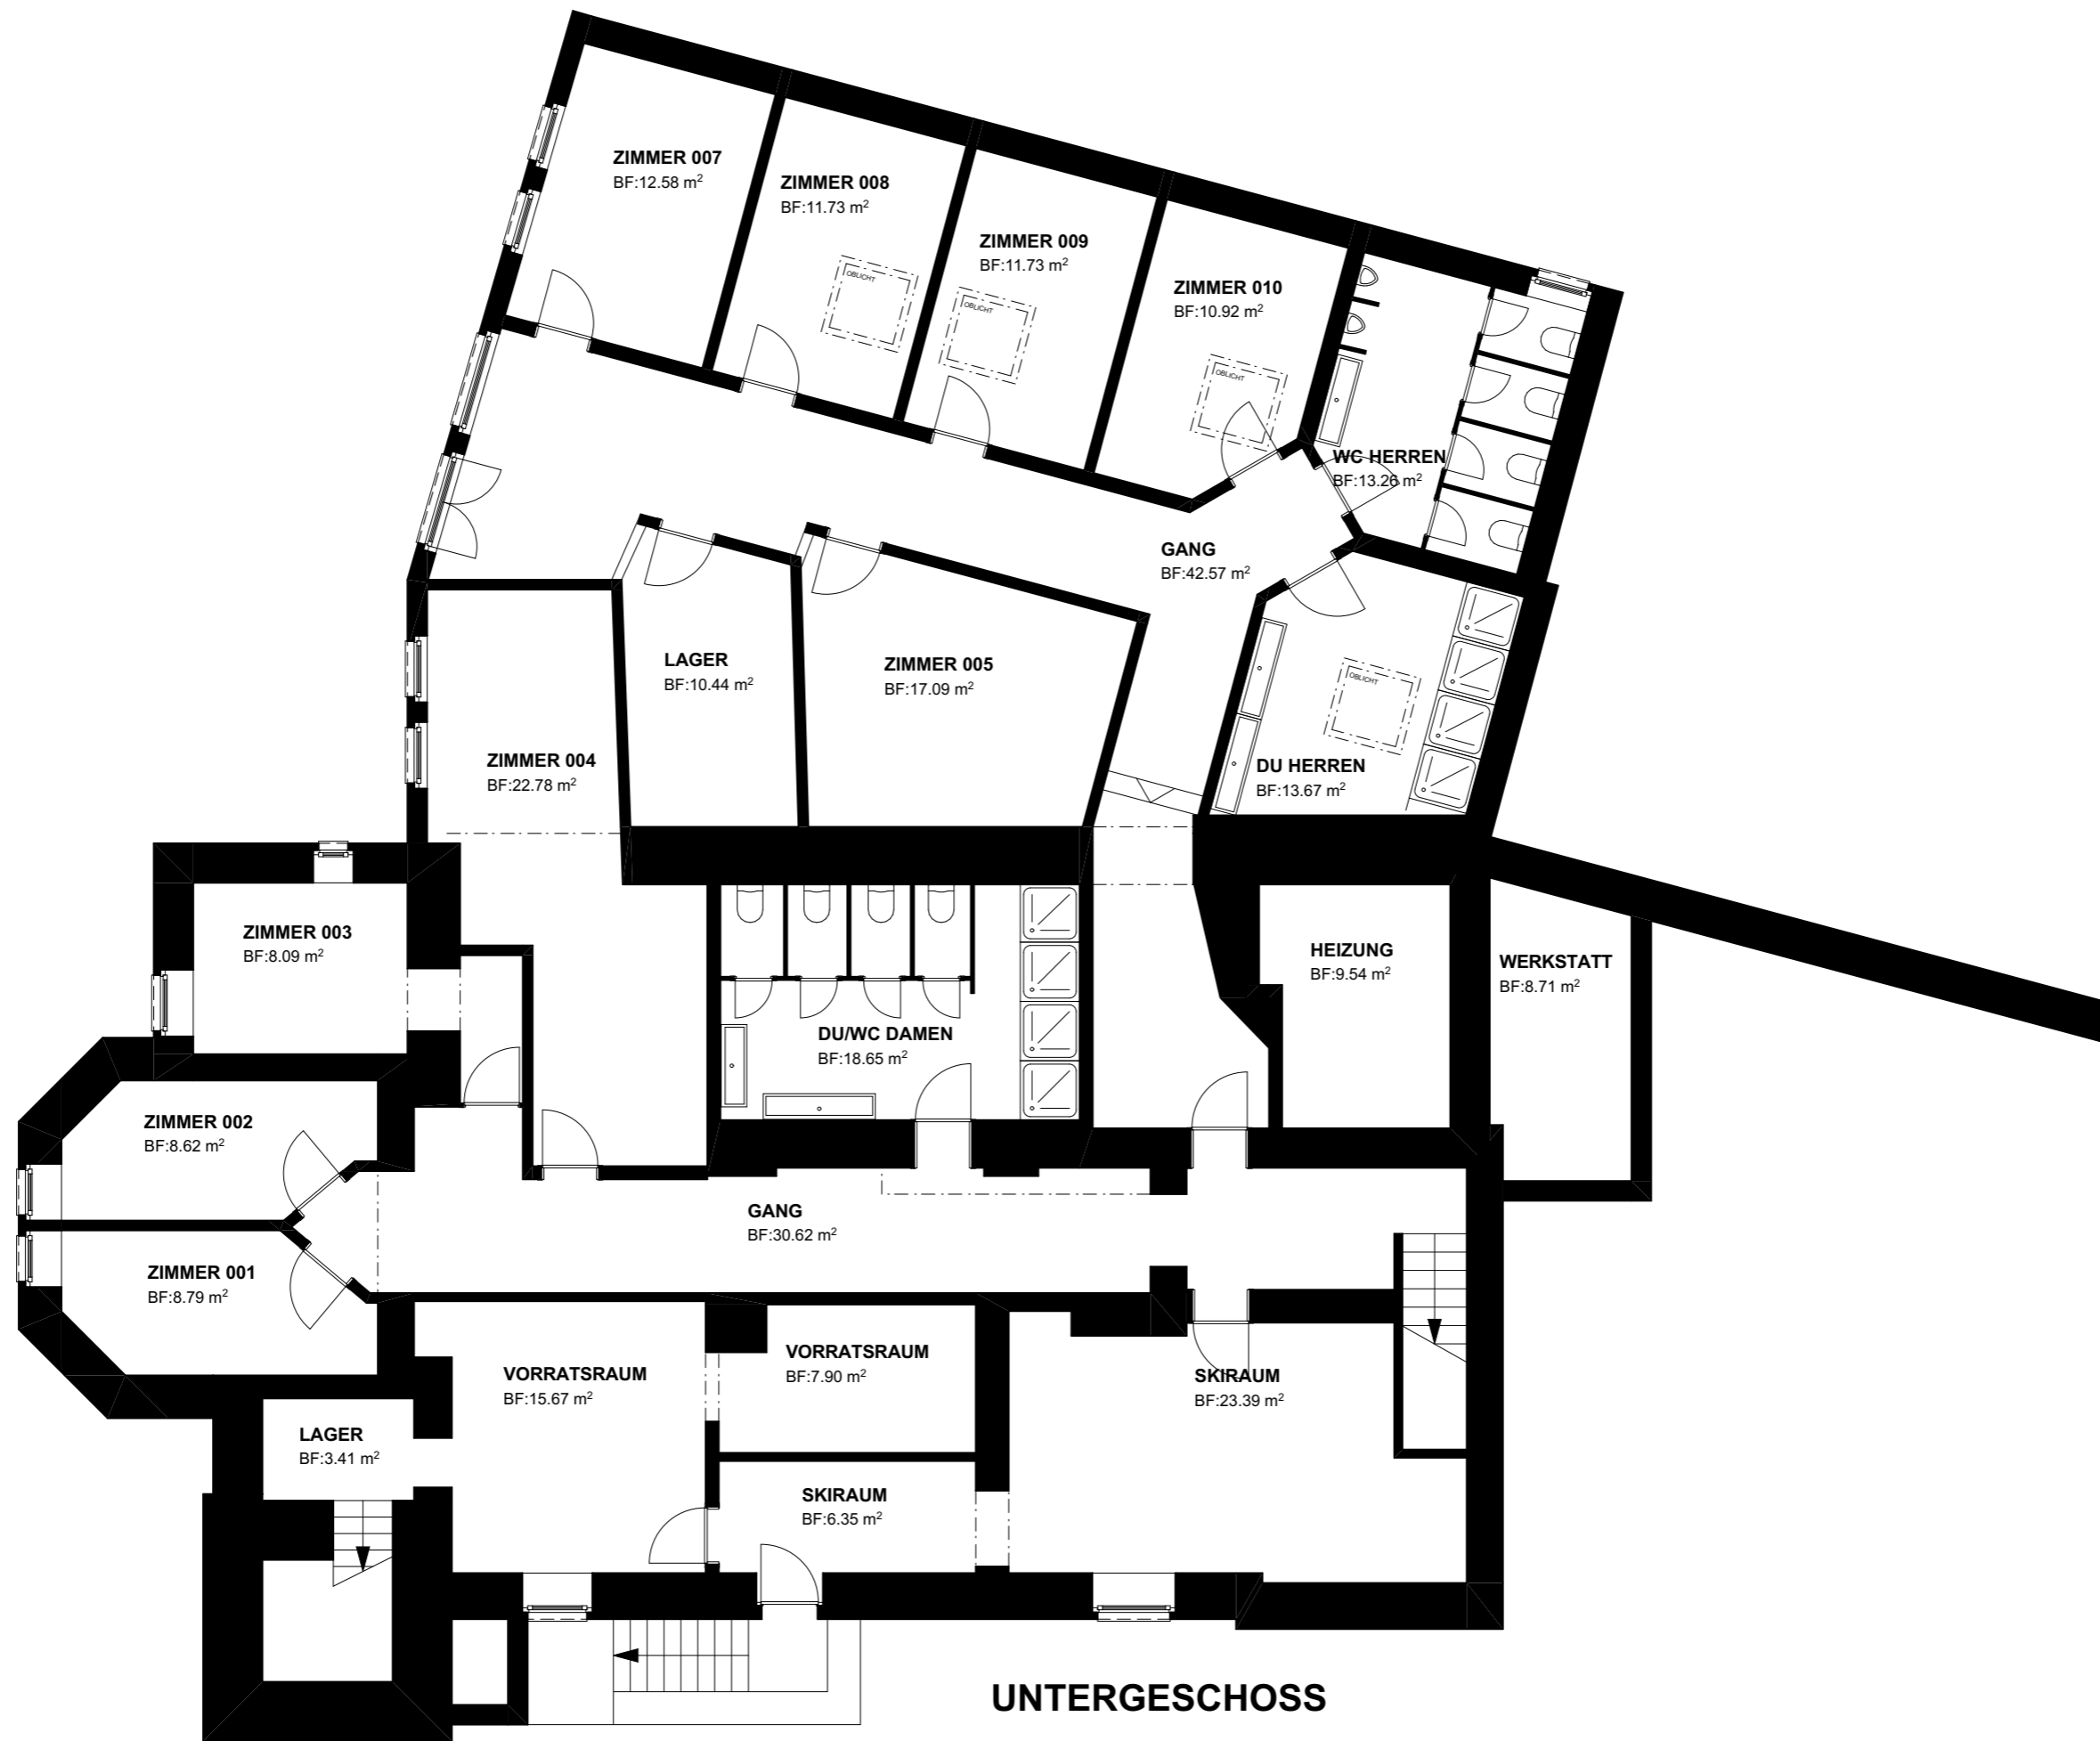 ZIMMER 007
BF:12.58 m²
ZIMMER 008
BF:11.73 m²
OBLICHT
ZIMMER 009
BF:11.73 m²
OBLICHT
ZIMMER 010
BF:10.92 m²
OBLICHT
WC HERREN
BF:13.26 m²
GANG
BF:42.57 m²
LAGER
BF:10.44 m²
ZIMMER 005
BF:17.09 m²
OBLICHT
ZIMMER 004
BF:22.78 m²
DU HERREN
BF:13.67 m²
ZIMMER 003
BF:8.09 m²
HEIZUNG
BF:9.54 m²
WERKSTATT
BF:8.71 m²
DU/WC DAMEN
BF:18.65 m²
ZIMMER 002
BF:8.62 m²
GANG
BF:30.62 m²
ZIMMER 001
BF:8.79 m²
VORRATSRAUM
BF:15.67 m²
VORRATSRAUM
BF:7.90 m²
SKIRAUM
BF:23.39 m²
LAGER
BF:3.41 m²
SKIRAUM
BF:6.35 m²
UNTERGESCHOSS